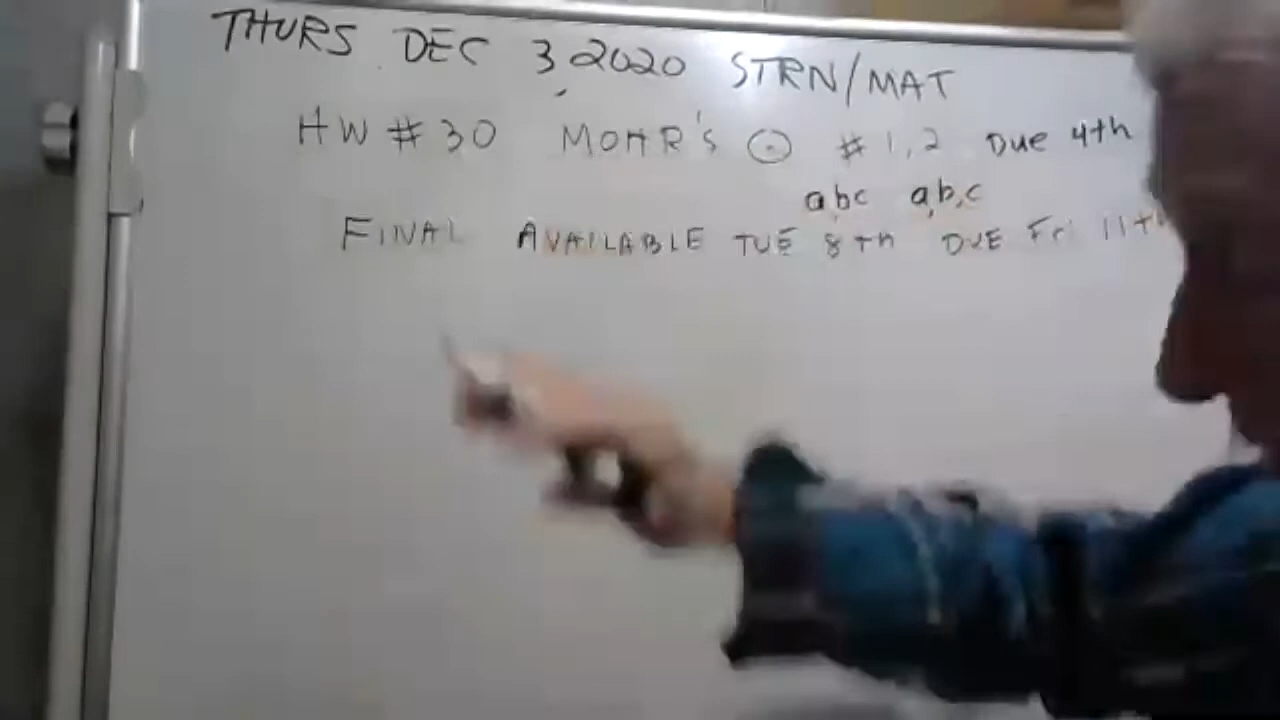 THURS DEC 3, 2020 STRN/MAT
HW # 30 MOHR'S ⊙ # 1, 2 Due 4th
abc a,b,c
FINAL AVAILABLE TUE 8th DUE Fri 11th